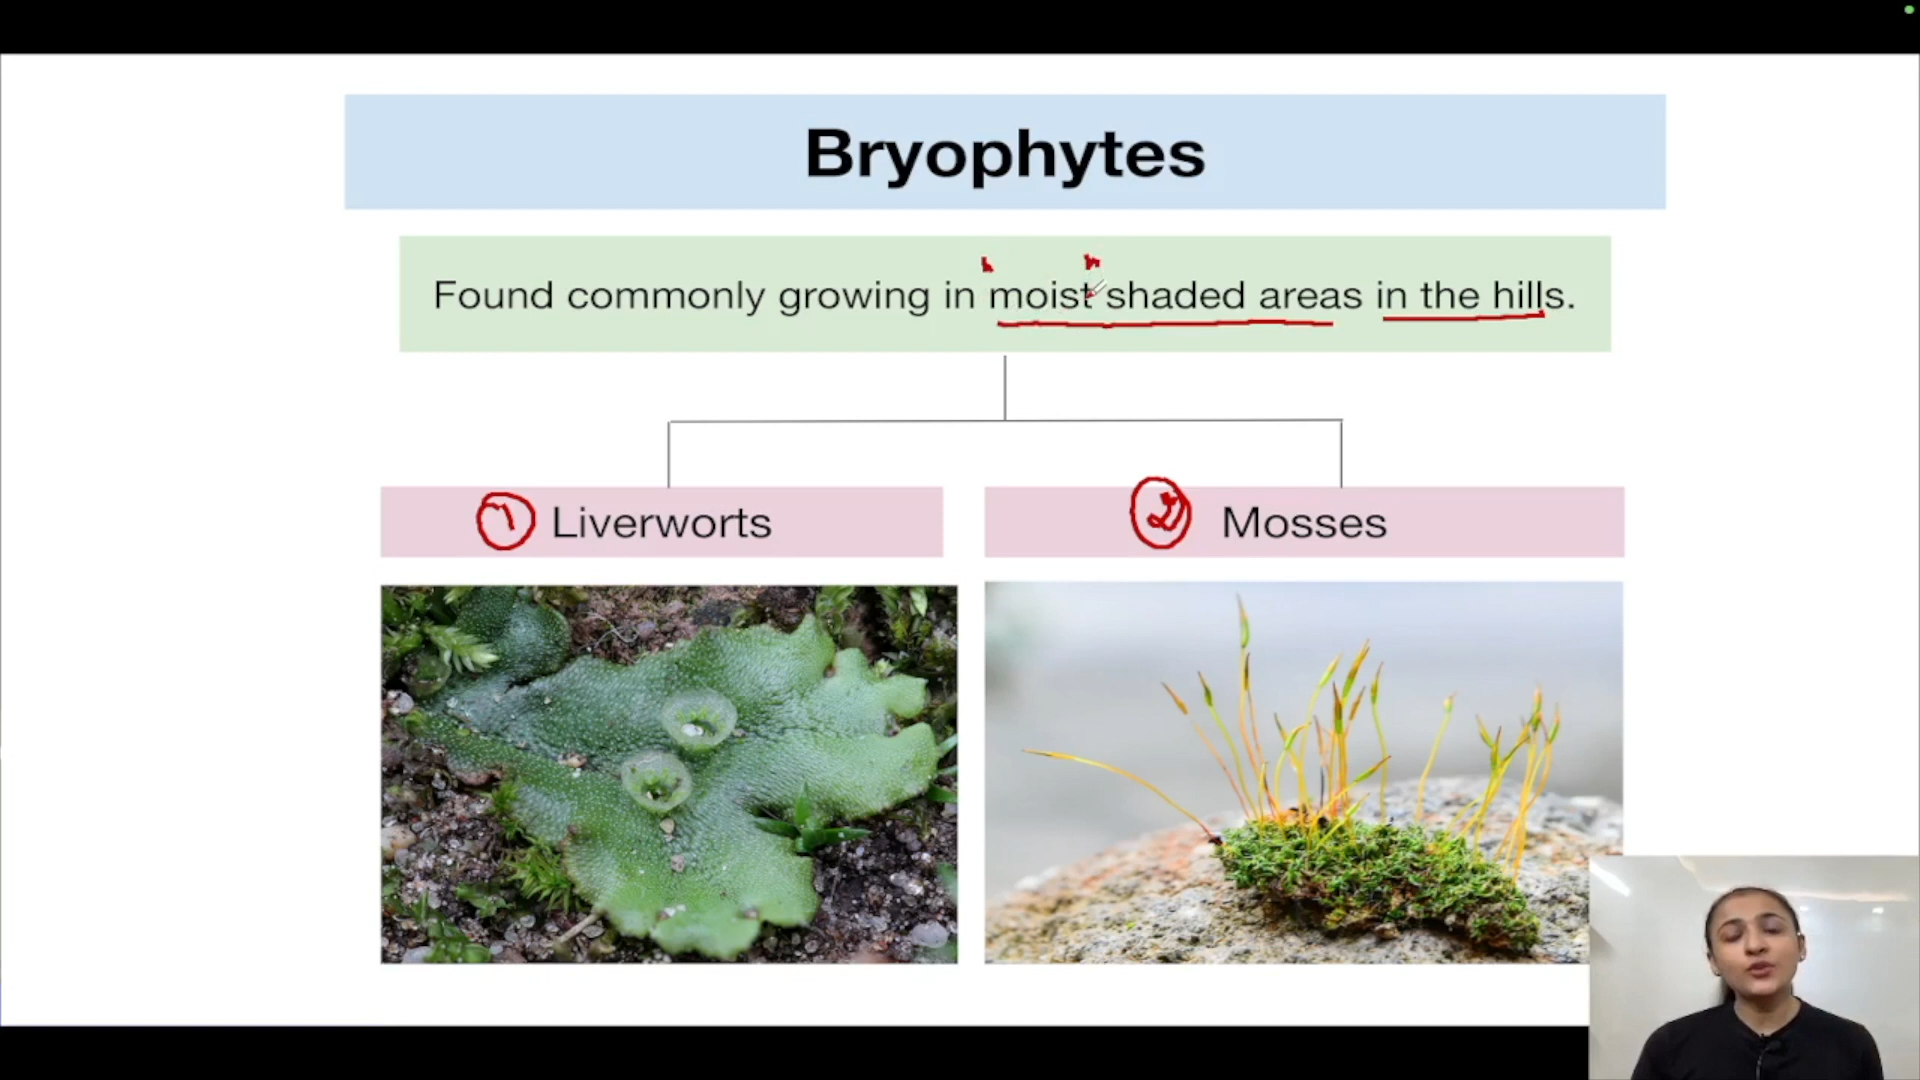 Bryophytes
Found commonly growing in moist shaded areas in the hills.
1 Liverworts
2 Mosses